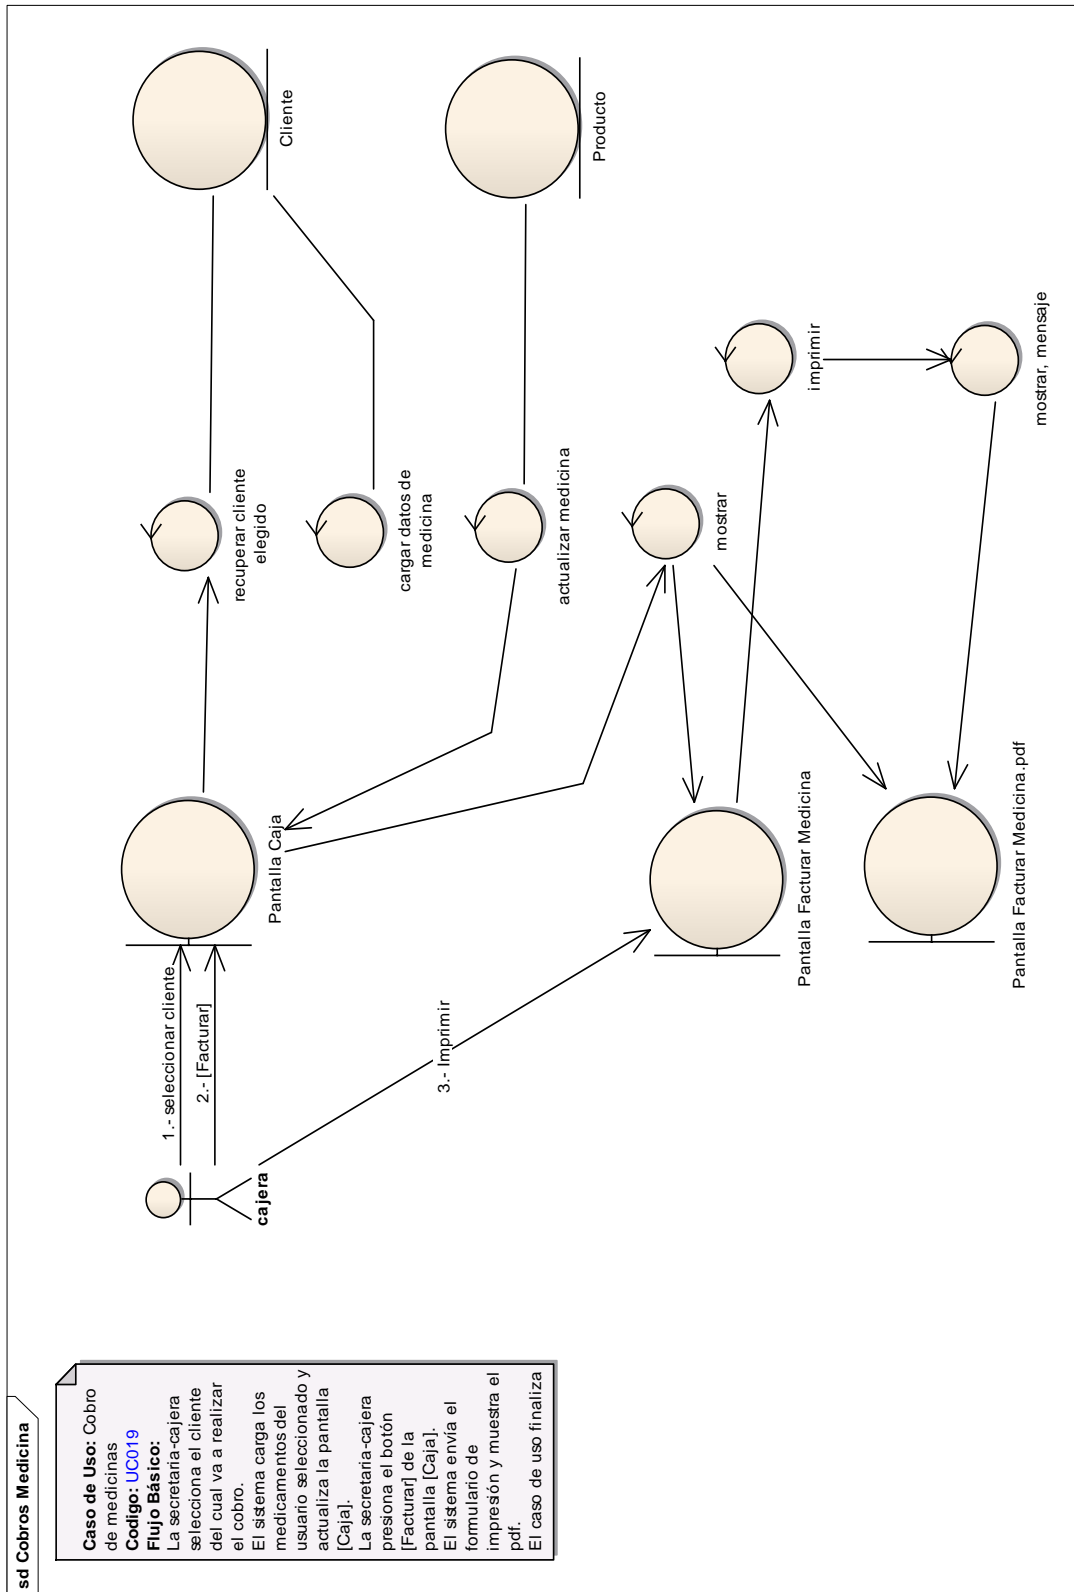 sd Cobros Medicina
Caso de Uso: Cobro
de medicinas
Codigo: UC019
Flujo Básico:
La secretaria-cajera
selecciona el cliente
del cual va a realizar
el cobro.
El sistema carga los
medicamentos del
usuario seleccionado y
actualiza la pantalla
[Caja].
La secretaria-cajera
presiona el botón
[Facturar] de la
pantalla [Caja].
El sistema envía el
formulario de
impresión y muestra el
pdf.
El caso de uso finaliza
cajera
1.- seleccionar cliente
2.- [Facturar]
3.- Imprimir
Pantalla Caja
recuperar cliente
elegido
Cliente
cargar datos de
medicina
actualizar medicina
Producto
mostrar
Pantalla Facturar Medicina
imprimir
Pantalla Facturar Medicina.pdf
mostrar, mensaje